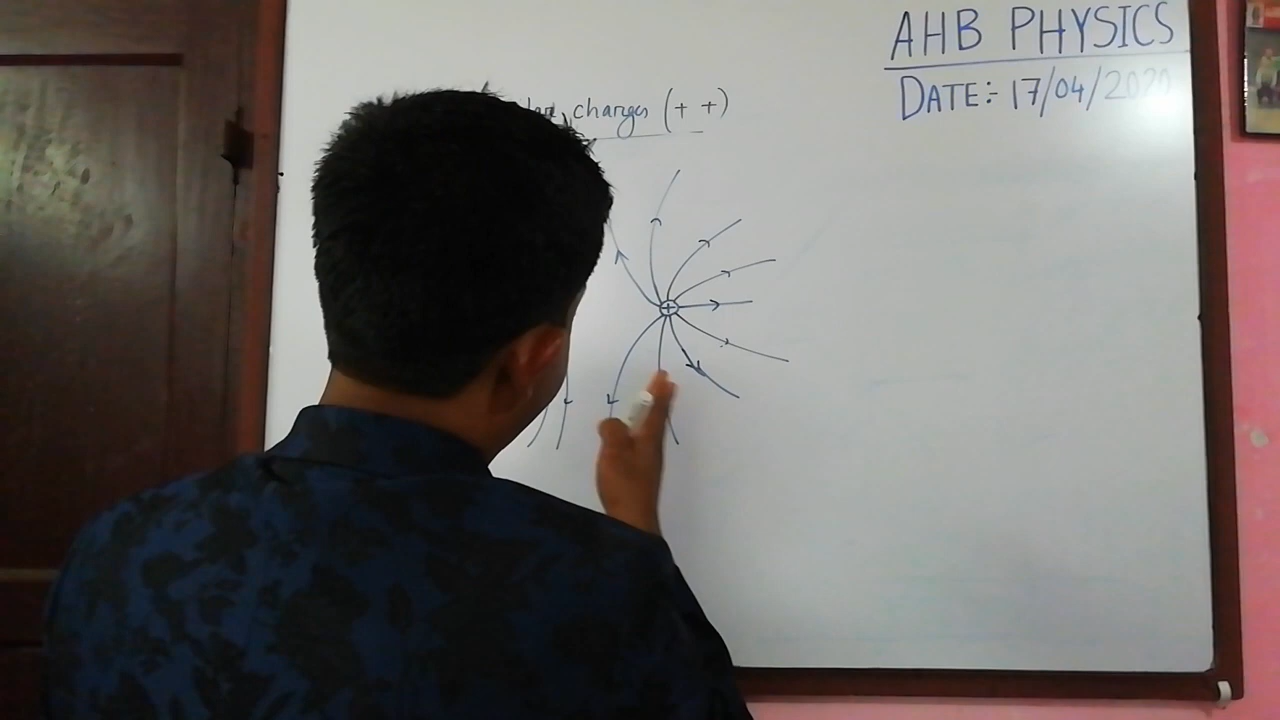 AHB PHYSICS
DATE:- 17/04/2020
charges (+ +)
+